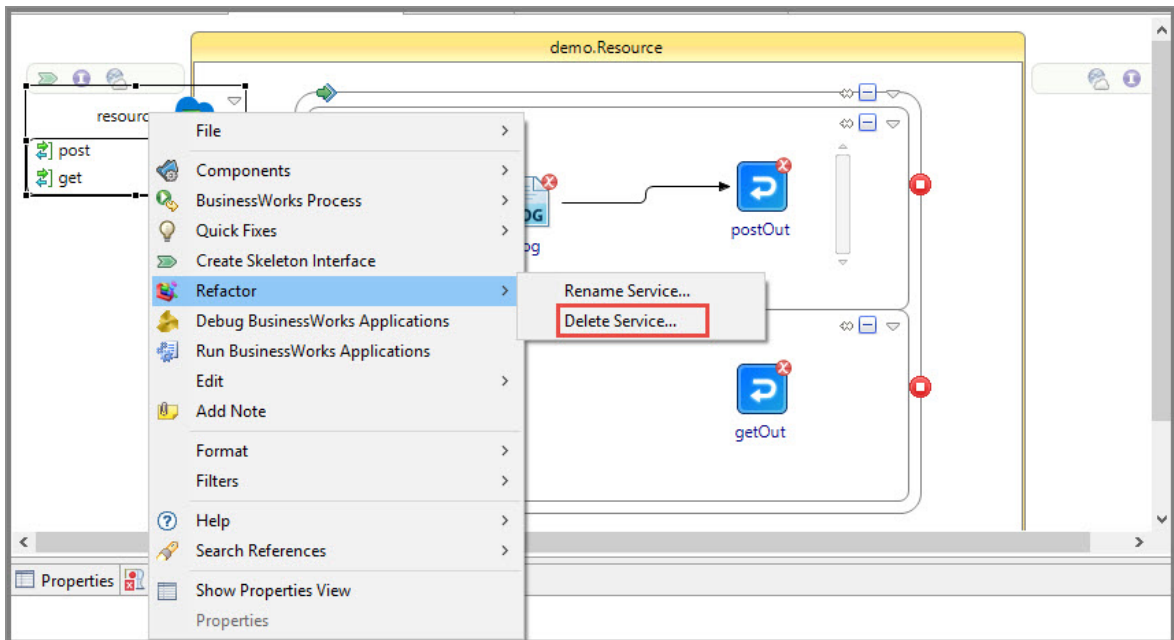 demo.Resource
resourc
post
get
File
Components
BusinessWorks Process
Quick Fixes
Create Skeleton Interface
Refactor
Debug BusinessWorks Applications
Run BusinessWorks Applications
Edit
Add Note
Format
Filters
Help
Search References
Show Properties View
Properties
Rename Service...
Delete Service...
OG
og
postOut
getOut
Properties